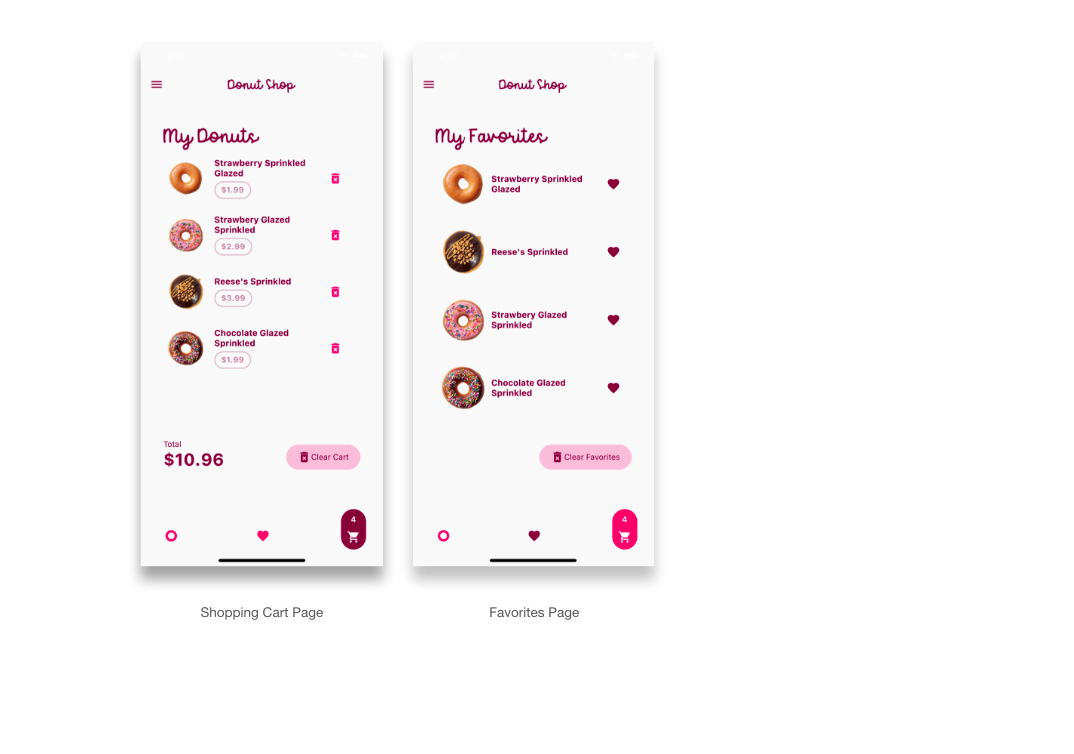 Donut Shop
My Donuts
Strawberry Sprinkled
Glazed
$1.99
Strawbery Glazed
Sprinkled
$2.99
Reese's Sprinkled
$3.99
Chocolate Glazed
Sprinkled
$1.99
Total
$10.96
Clear Cart
4
Shopping Cart Page
Donut Shop
My Favorites
Strawberry Sprinkled
Glazed
Reese's Sprinkled
Strawbery Glazed
Sprinkled
Chocolate Glazed
Sprinkled
Clear Favorites
4
Favorites Page